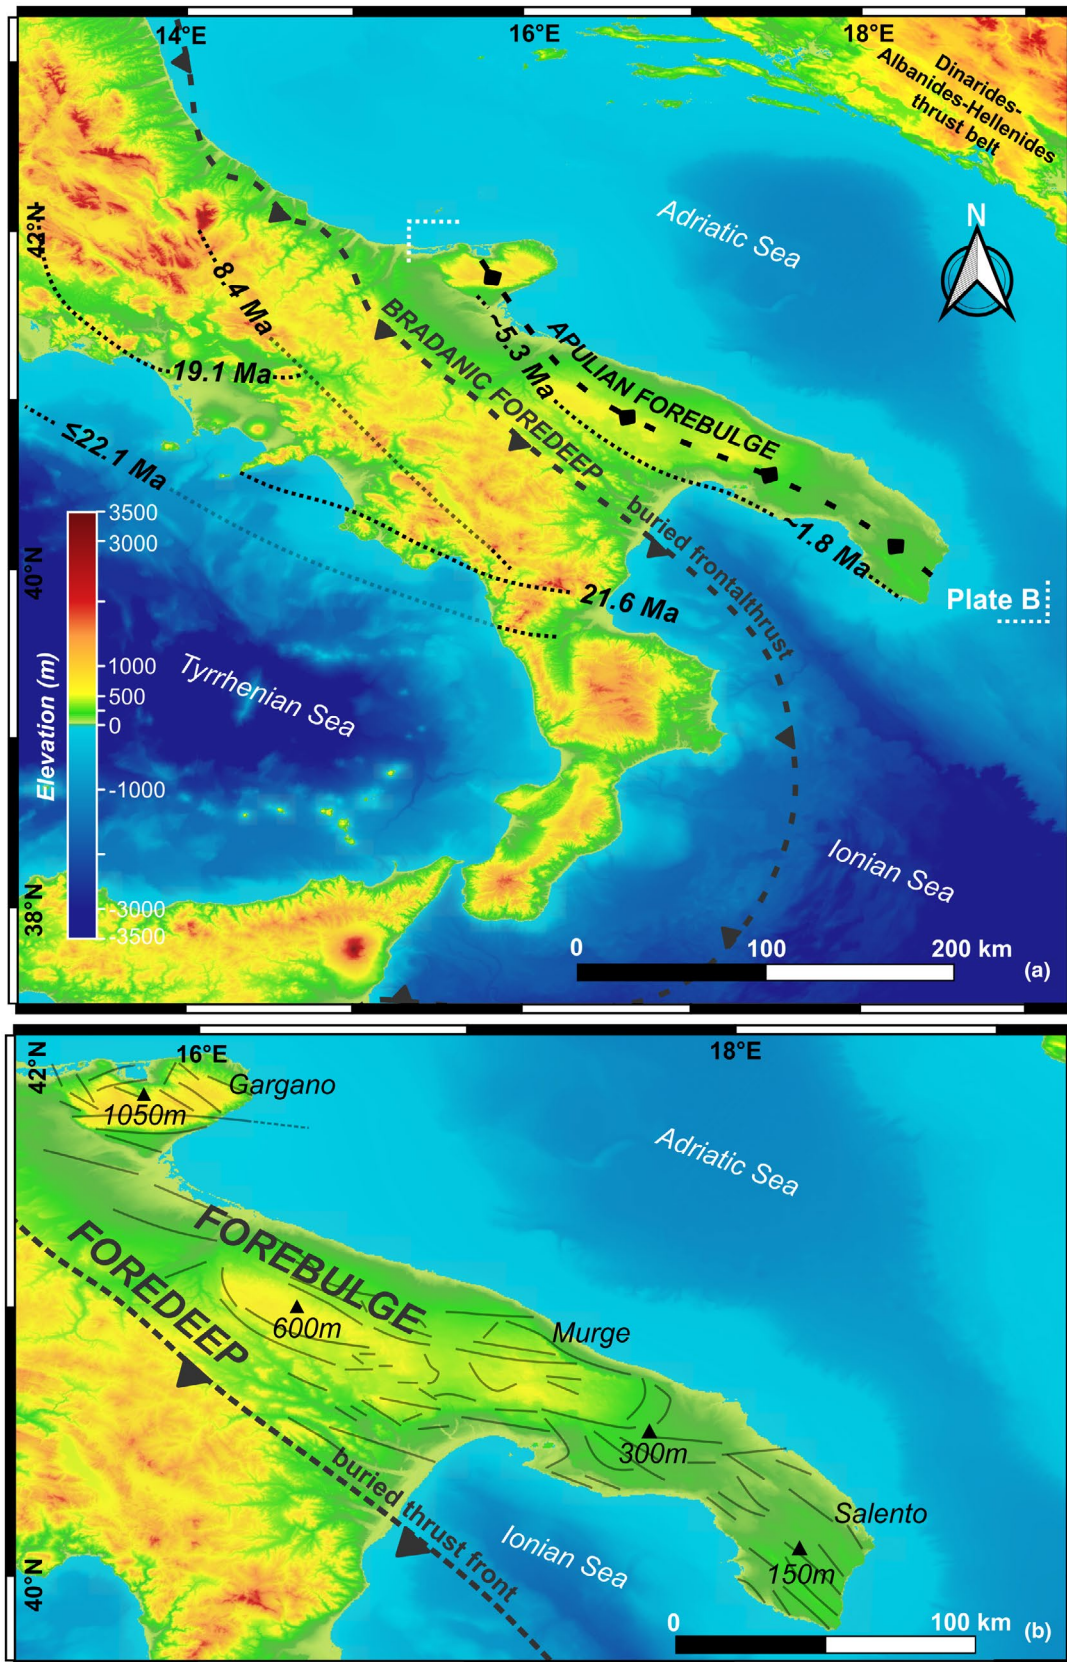 14°E
16°E
18°E
Dinarides-
Albanides-Hellenides
thrust belt
42°N
Adriatic Sea
N
8.4 Ma
~5.3 Ma
APULIAN FOREBULGE
BRADANIC FOREDEEP
19.1 Ma
≤22.1 Ma
buried frontalthrust
~1.8 Ma
3500
3000
1000
500
0
-1000
-3000
-3500
Elevation (m)
40°N
21.6 Ma
Plate B
Tyrrhenian Sea
Ionian Sea
38°N
0
100
200 km
(a)
42°N
16°E
18°E
Gargano
1050m
Adriatic Sea
FOREBULGE
FOREDEEP
600m
Murge
300m
buried thrust front
Salento
Ionian Sea
150m
40°N
0
100 km
(b)